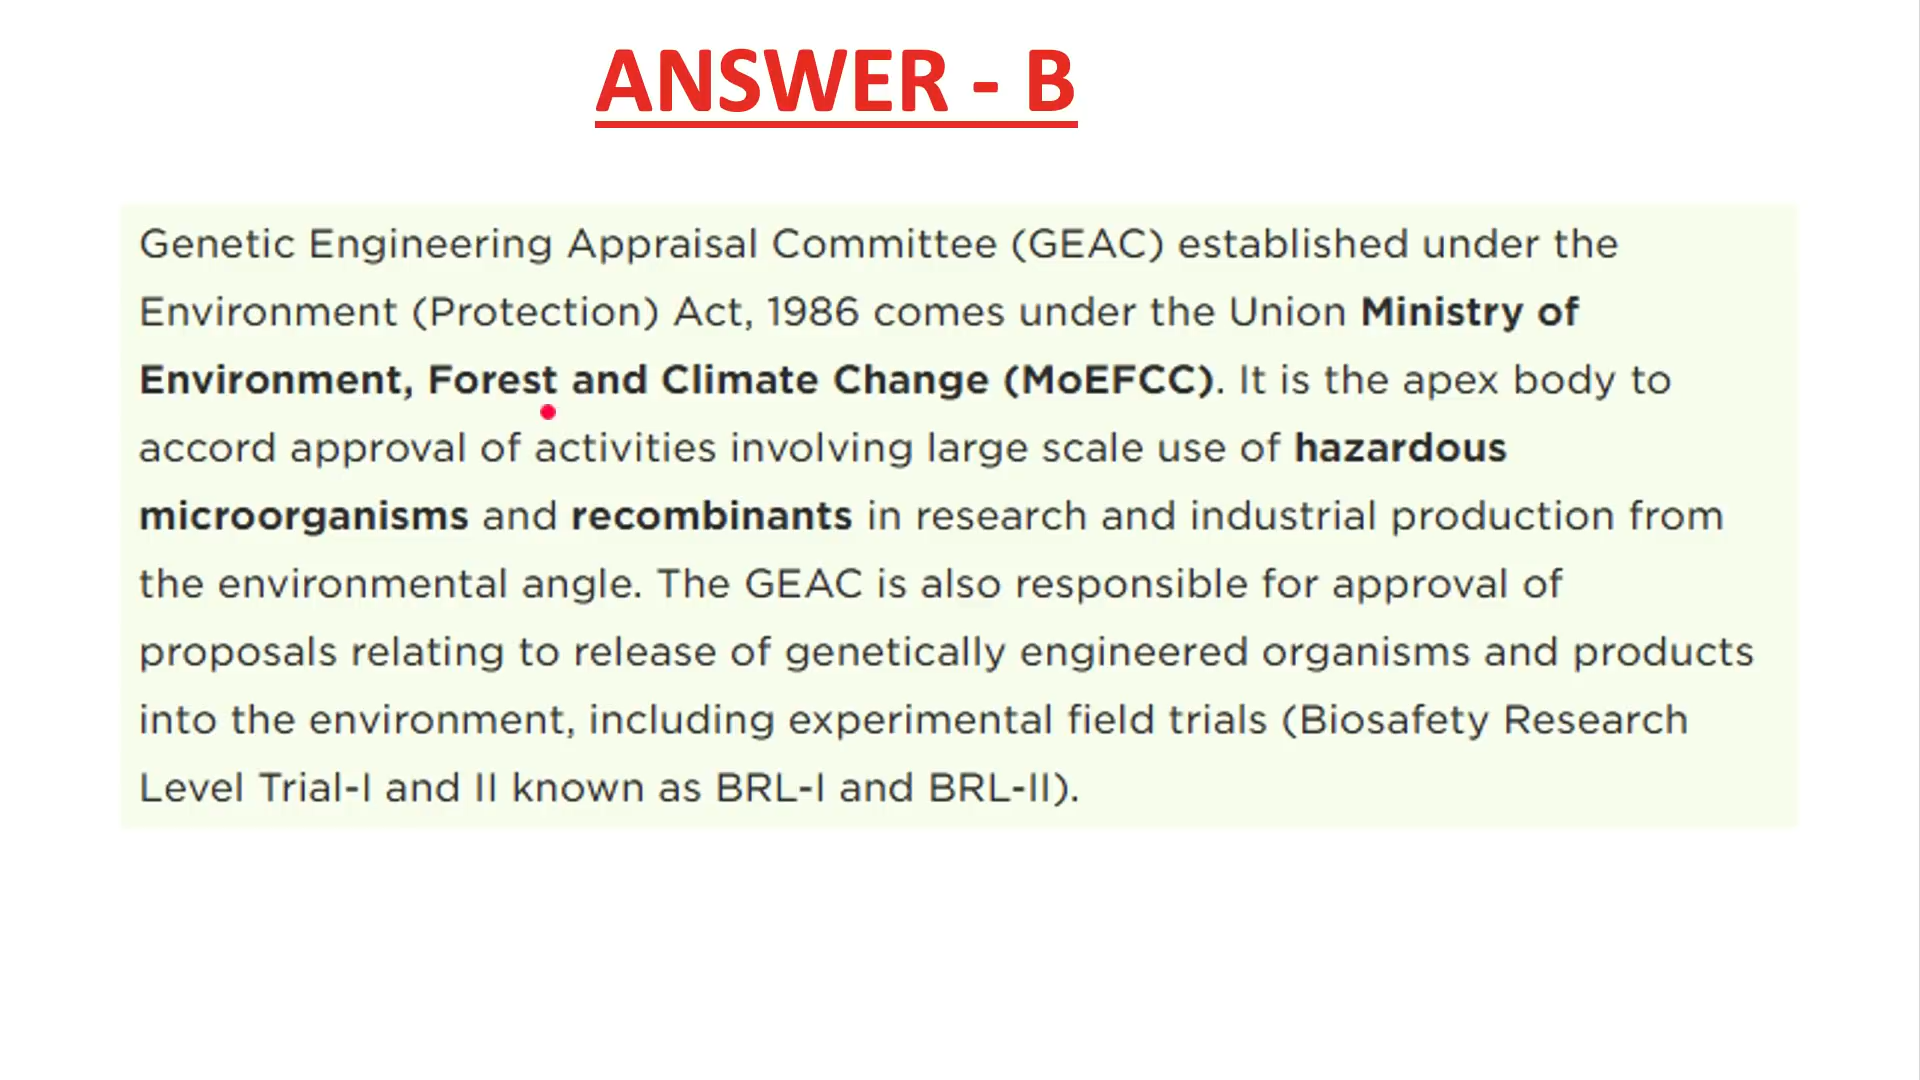 ANSWER - B
Genetic Engineering Appraisal Committee (GEAC) established under the
Environment (Protection) Act, 1986 comes under the Union Ministry of
Environment, Forest and Climate Change (MoEFCC). It is the apex body to
accord approval of activities involving large scale use of hazardous
microorganisms and recombinants in research and industrial production from
the environmental angle. The GEAC is also responsible for approval of
proposals relating to release of genetically engineered organisms and products
into the environment, including experimental field trials (Biosafety Research
Level Trial-I and II known as BRL-I and BRL-II).